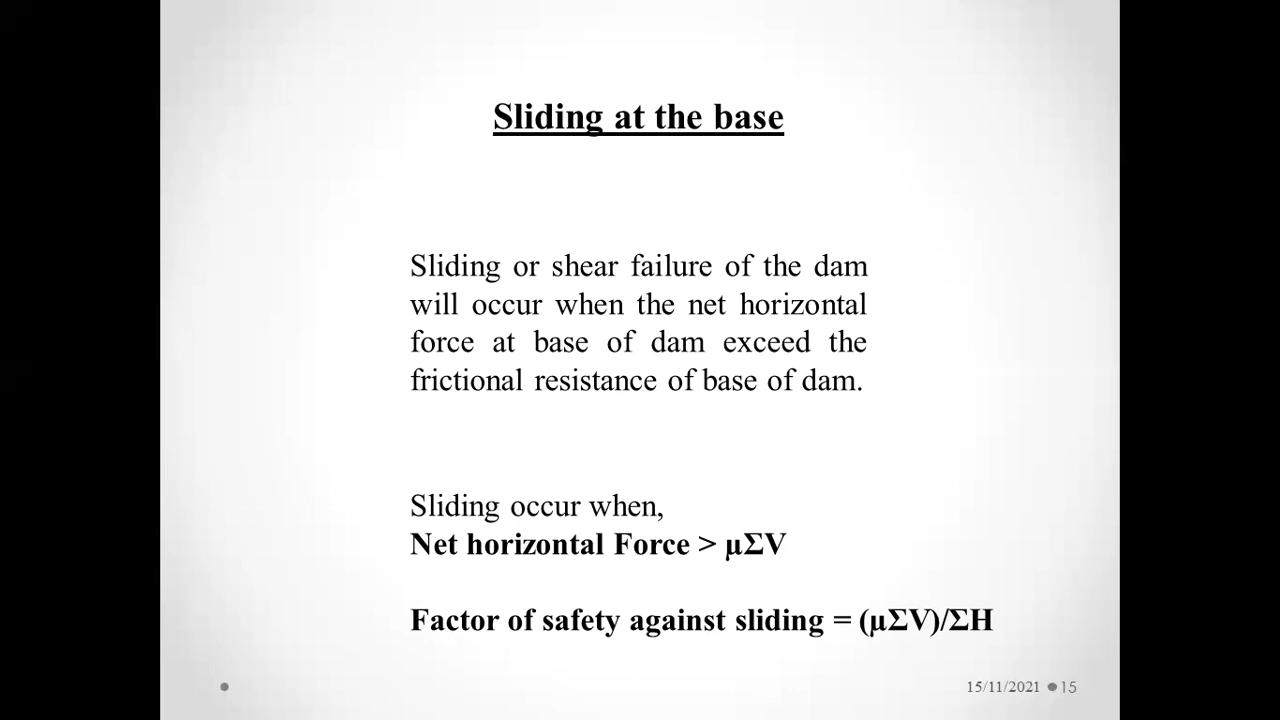 Sliding at the base
Sliding or shear failure of the dam
will occur when the net horizontal
force at base of dam exceed the
frictional resistance of base of dam.
Sliding occur when,
Net horizontal Force > μΣV
Factor of safety against sliding = (μΣV)/ΣH
15/11/2021 15